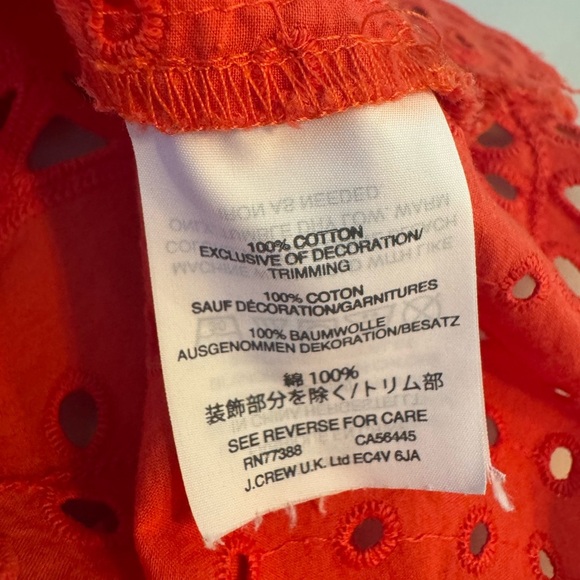 100% COTTON
EXCLUSIVE OF DECORATION/
TRIMMING
100% COTON
SAUF DÉCORATION/GARNITURES
100% BAUMWOLLE
AUSGENOMMEN DEKORATION/BESATZ
綿 100%
装飾部分を除く/トリム部
SEE REVERSE FOR CARE
RN77388 CA56445
J.CREW U.K. Ltd EC4V 6JA